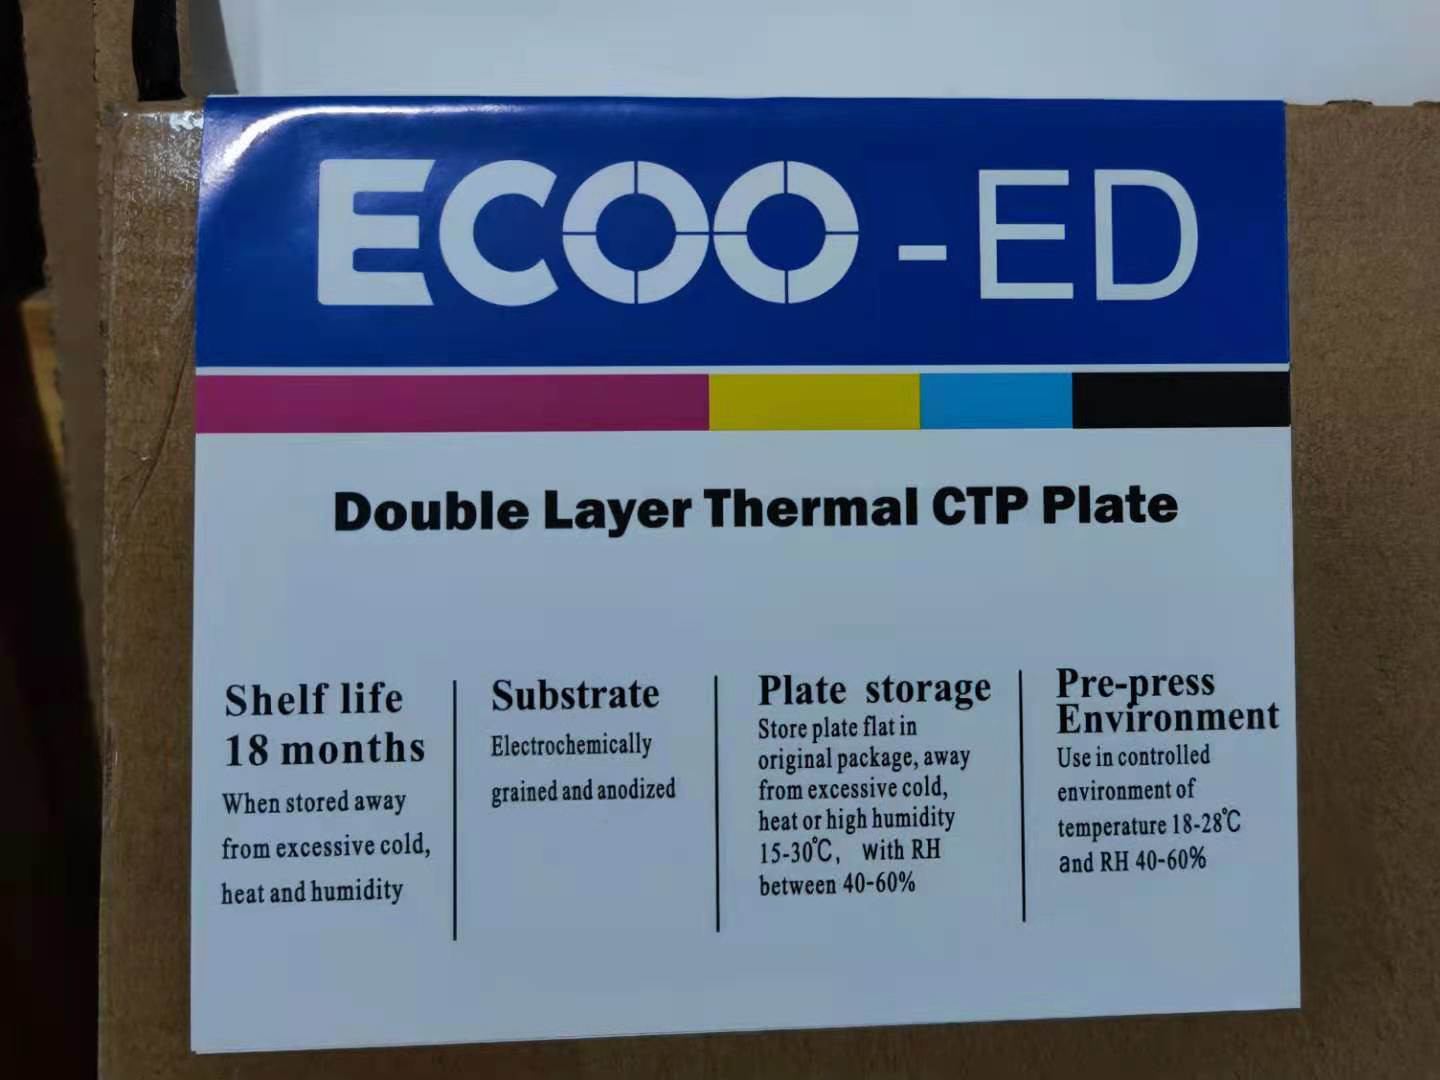 ECOO-ED
Double Layer Thermal CTP Plate
Shelf life
18 months
When stored away
from excessive cold,
heat and humidity
Substrate
Electrochemically
grained and anodized
Plate storage
Store plate flat in
original package, away
from excessive cold,
heat or high humidity
15-30℃, with RH
between 40-60%
Pre-press
Environment
Use in controlled
environment of
temperature 18-28℃
and RH 40-60%